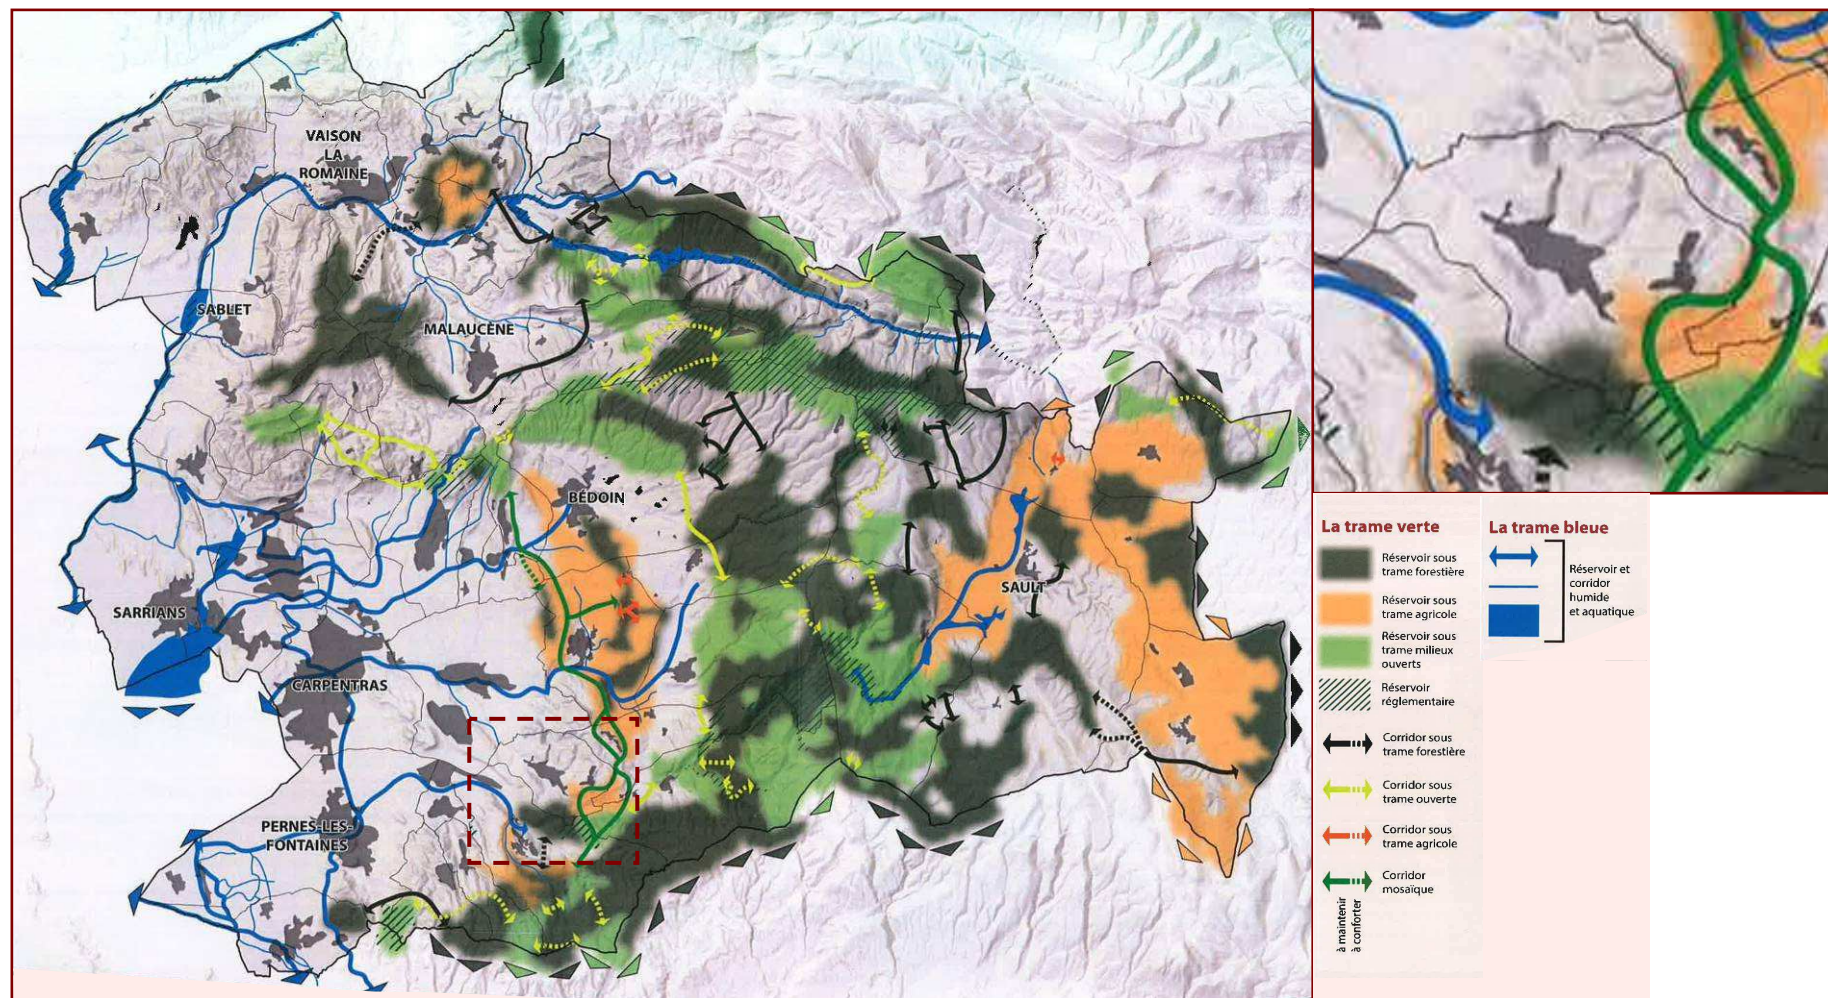 VAISON
LA
ROMAINE
SABLET
MALAUCÈNE
BÉDOIN
SAULT
SARRIANS
CARPENTRAS
PERNES-LES-
FONTAINES
La trame verte
Réservoir sous
trame forestière
Réservoir sous
trame agricole
Réservoir sous
trame milieux
ouverts
Réservoir
réglementaire
Corridor sous
trame forestière
Corridor sous
trame ouverte
Corridor sous
trame agricole
Corridor
mosaïque
à maintenir
à conforter
La trame bleue
Réservoir et
corridor
humide
et aquatique